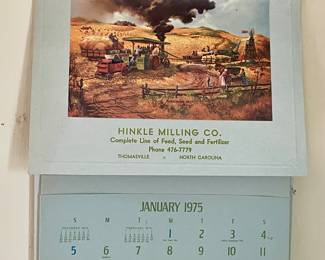 HINKLE MILLING CO.
Complete Line of Feed, Seed and Fertilizer
Phone 476-7779
THOMASVILLE NORTH CAROLINA
JANUARY 1975
S M T W T F S
1 2 3 4
5 6 7 8 9 10 11